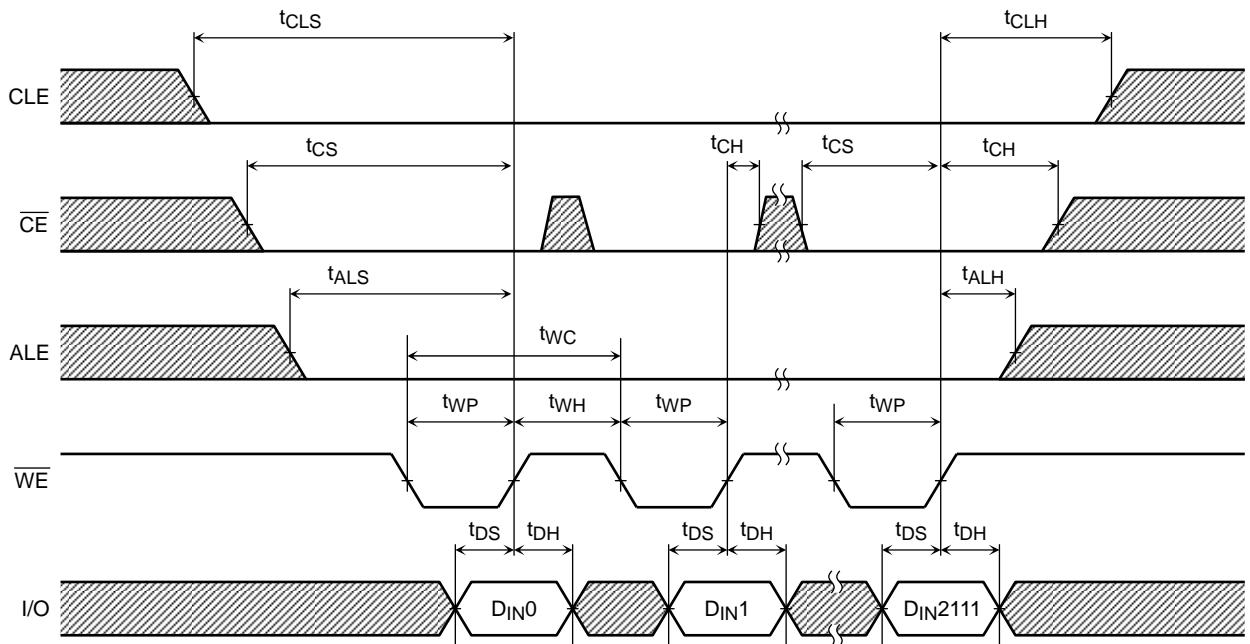 tCLS tCLH
CLE
tCS tCH tCS tCH
CE
tALS tALH
ALE
tWC
tWP tWH tWP tWP
WE
tDS tDH tDS tDH tDS tDH
I/O DIN0 DIN1 DIN2111